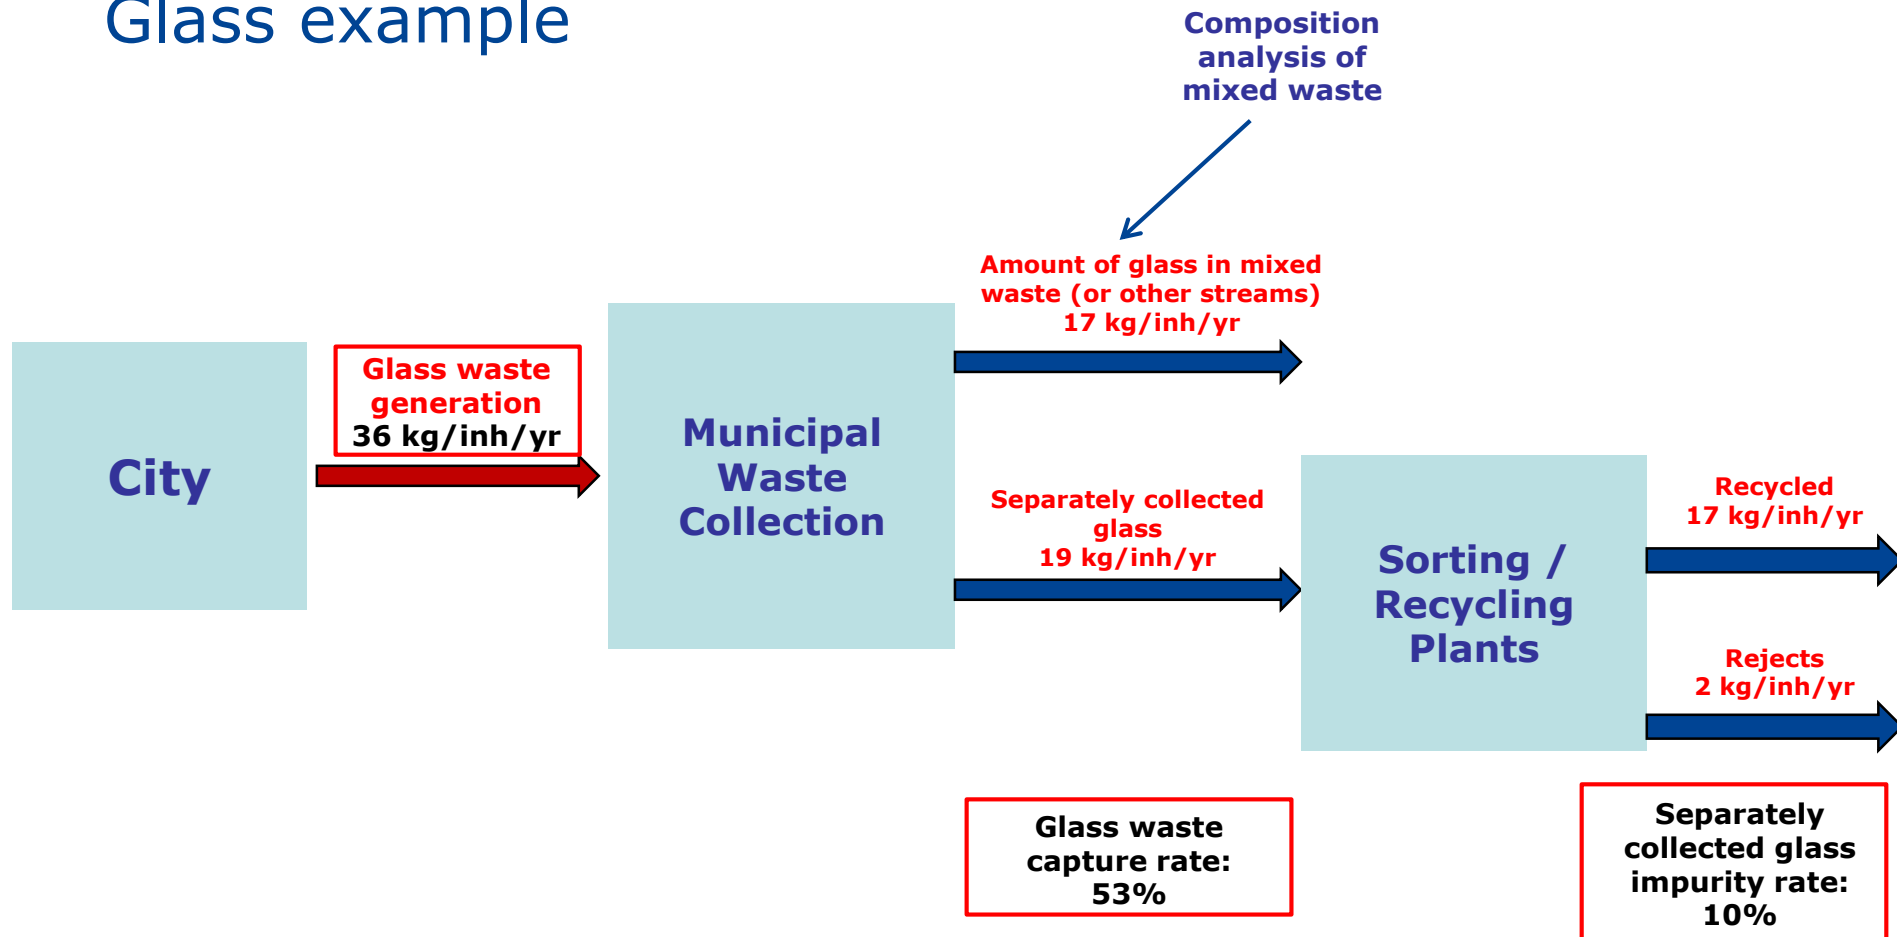 Glass example
Composition
analysis of
mixed waste
Amount of glass in mixed
waste (or other streams)
17 kg/inh/yr
Glass waste
generation
36 kg/inh/yr
City
Municipal
Waste
Collection
Separately collected
glass
19 kg/inh/yr
Sorting /
Recycling
Plants
Recycled
17 kg/inh/yr
Rejects
2 kg/inh/yr
Glass waste
capture rate:
53%
Separately
collected glass
impurity rate:
10%